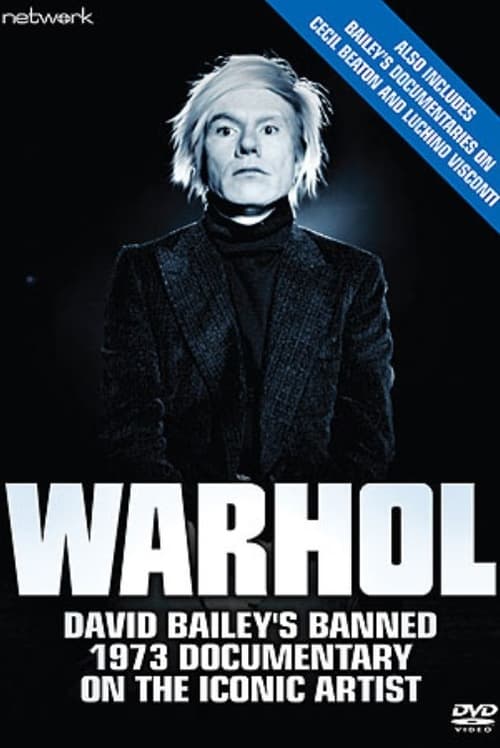 network
ALSO INCLUDES
BAILEY'S DOCUMENTARIES ON
CECIL BEATON AND LUCHINO VISCONTI
WARHOL
DAVID BAILEY'S BANNED
1973 DOCUMENTARY
ON THE ICONIC ARTIST
DVD
VIDEO